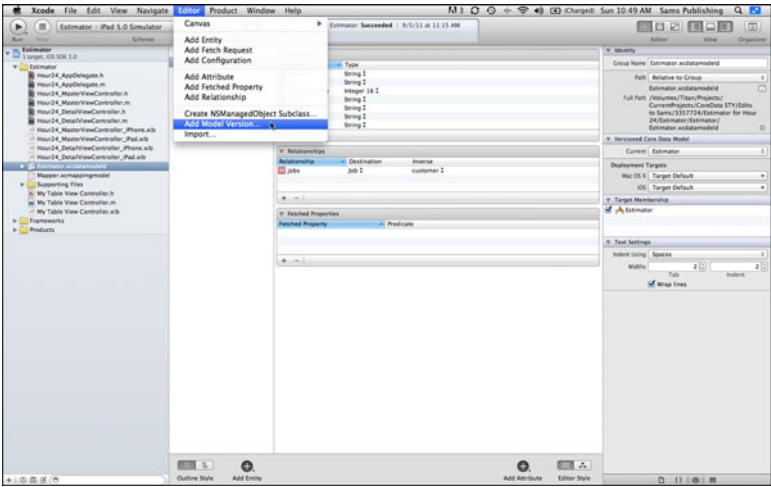 Xcode File Edit View Navigate Editor Product Window Help (Charged) Sun 10:49 AM Sams Publishing
Estimator iPad 5.0 Simulator
Estimator: Succeeded | 9/5/11 at 11:15 AM
Run Stop Scheme Editor View Organizer
Canvas
Add Entity
Add Fetch Request
Add Configuration
Add Attribute
Add Fetched Property
Add Relationship
Create NSManagedObject Subclass...
Add Model Version...
Import...
Estimator
1 target, iOS SDK 5.0
Estimator
Hour24_AppDelegate.h
Hour24_AppDelegate.m
Hour24_MasterViewController.h
Hour24_MasterViewController.m
Hour24_DetailViewController.h
Hour24_DetailViewController.m
Hour24_MasterViewController_iPhone.xib
Hour24_MasterViewController_iPad.xib
Hour24_DetailViewController_iPhone.xib
Hour24_DetailViewController_iPad.xib
Estimator.xcdatamodeld
Mapper.xcmappingmodel
Supporting Files
My Table View Controller.h
My Table View Controller.m
My Table View Controller.xib
Frameworks
Products
Type
String
String
Integer 16
String
String
String
String
Relationships
Relationship Destination Inverse
jobs Job customer
+ −
Fetched Properties
Fetched Property Predicate
+ −
Outline Style Add Entity Add Attribute Editor Style
Identity
Group Name Estimator.xcdatamodeld
Path Relative to Group
Estimator.xcdatamodeld
Full Path /Volumes/Titan/Projects/
CurrentProjects/CoreData STY/Edits
to Sams/3357724/Estimator for Hour
24/Estimator/Estimator/
Estimator.xcdatamodeld
Versioned Core Data Model
Current Estimator
Deployment Targets
Mac OS X Target Default
iOS Target Default
Target Membership
Estimator
Text Settings
Indent Using Spaces
Widths 2 2
Tab Indent
Wrap lines